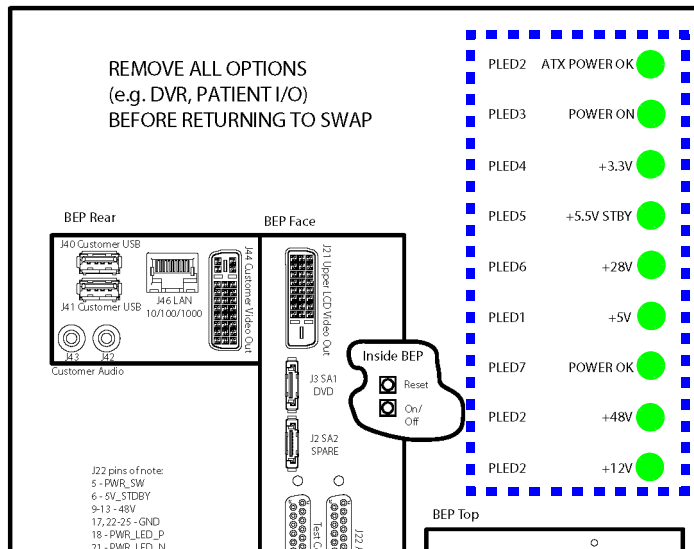 REMOVE ALL OPTIONS
(e.g. DVR, PATIENT I/O)
BEFORE RETURNING TO SWAP
PLED2 ATX POWER OK
PLED3 POWER ON
PLED4 +3.3V
PLED5 +5.5V STBY
PLED6 +28V
PLED1 +5V
PLED7 POWER OK
PLED2 +48V
PLED2 +12V
BEP Rear
J40 Customer USB
J41 Customer USB
J46 LAN
10/100/1000
J44 Customer Video Out
J43 J42
Customer Audio
BEP Face
J21 Upper LCD Video Out
J3 SA1
DVD
J2 SA2
SPARE
Inside BEP
Reset
On/
Off
J22 pins of note:
5 - PWR_SW
6 - 5V_STDBY
9-13 - 48V
17, 22-25 - GND
18 - PWR_LED_P
21 - PWR_LED_N
Test
J22
BEP Top